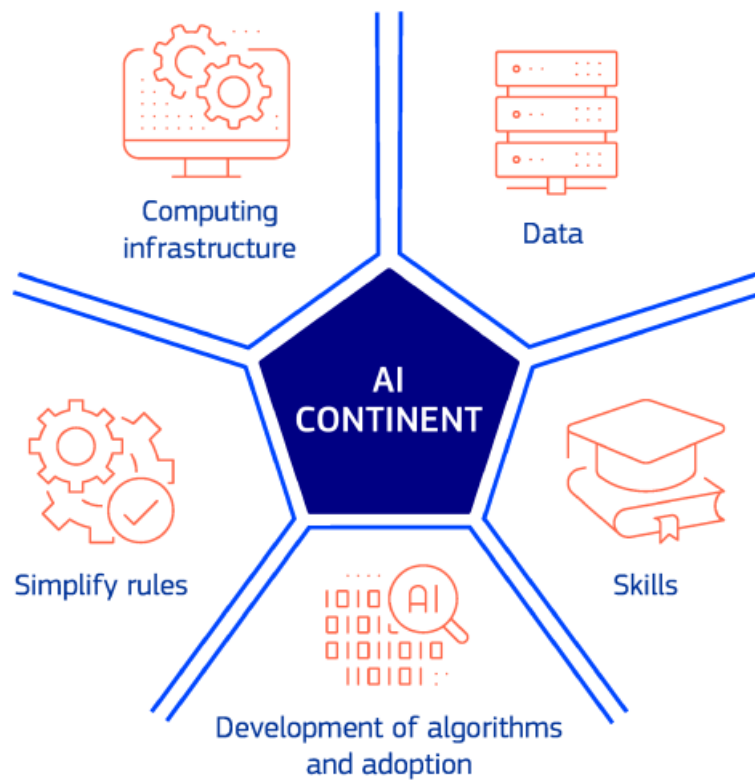 Computing
infrastructure
Data
AI
CONTINENT
Simplify rules
Skills
AI
Development of algorithms
and adoption